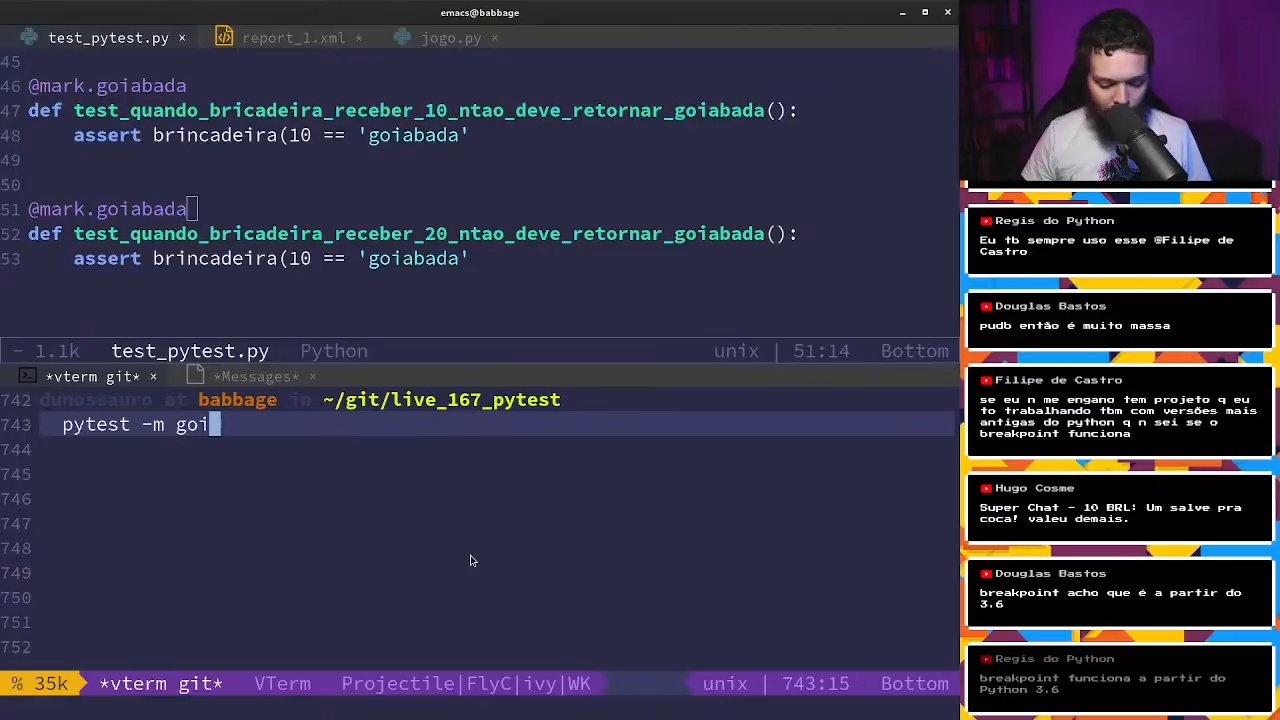 emacs@babbage
test_pytest.py × report_1.xml * jogo.py ×
45
46 @mark.goiabada
47 def test_quando_bricadeira_receber_10_ntao_deve_retornar_goiabada():
48 assert brincadeira(10 == 'goiabada'
49
50
51 @mark.goiabada
52 def test_quando_bricadeira_receber_20_ntao_deve_retornar_goiabada():
53 assert brincadeira(10 == 'goiabada'
- 1.1k test_pytest.py Python unix | 51:14 Bottom
*vterm git* × *Messages* ×
742 dunossauro at babbage in ~/git/live_167_pytest
743 pytest -m goi
744
745
746
747
748
749
750
751
752
% 35k *vterm git* VTerm Projectile|FlyC|ivy|WK unix | 743:15 Bottom
Regis do Python
Eu tb sempre uso esse @Filipe de
Castro
Douglas Bastos
pudb então é muito massa
Filipe de Castro
se eu n me engano tem projeto q eu
to trabalhando tbm com versões mais
antigas do python q n sei se o
breakpoint funciona
Hugo Cosme
Super Chat - 10 BRL: Um salve pra
coca! valeu demais.
Douglas Bastos
breakpoint acho que é a partir do
3.6
Regis do Python
breakpoint funciona a partir do
Python 3.6